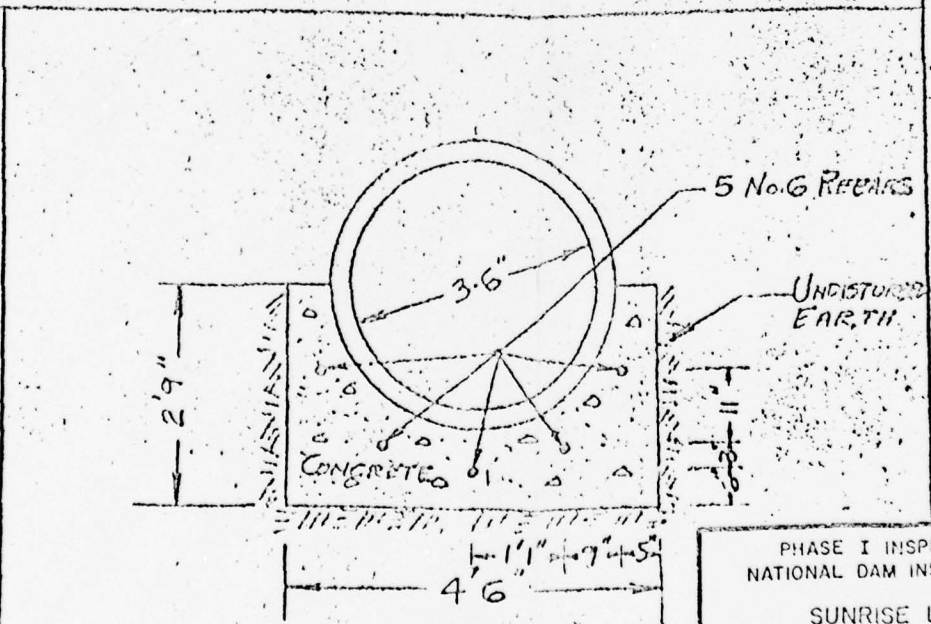 5 No.6 REBARS
3.6"
UNDISTURBED
EARTH
2'9"
11"
3"
CONCRETE
1'1" 9" 5"
4'6"
PHASE I INSP
NATIONAL DAM INS
SUNRISE L